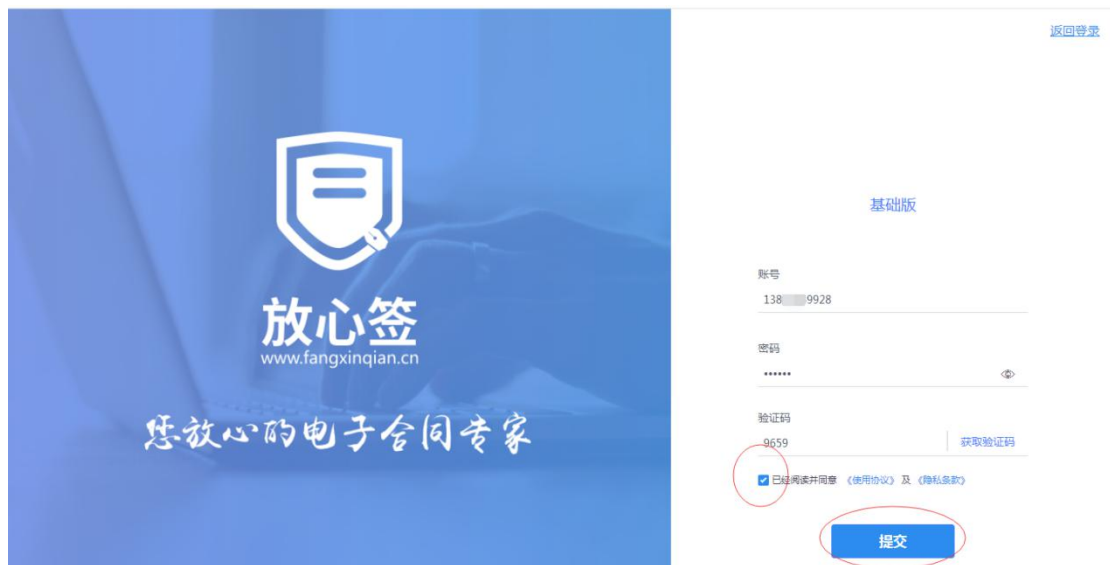 返回登录
放心签
www.fangxinqian.cn
您放心的电子合同专家
基础版
账号
138 9928
密码
••••••
验证码
9659 获取验证码
已经阅读并同意 《使用协议》 及 《隐私条款》
提交